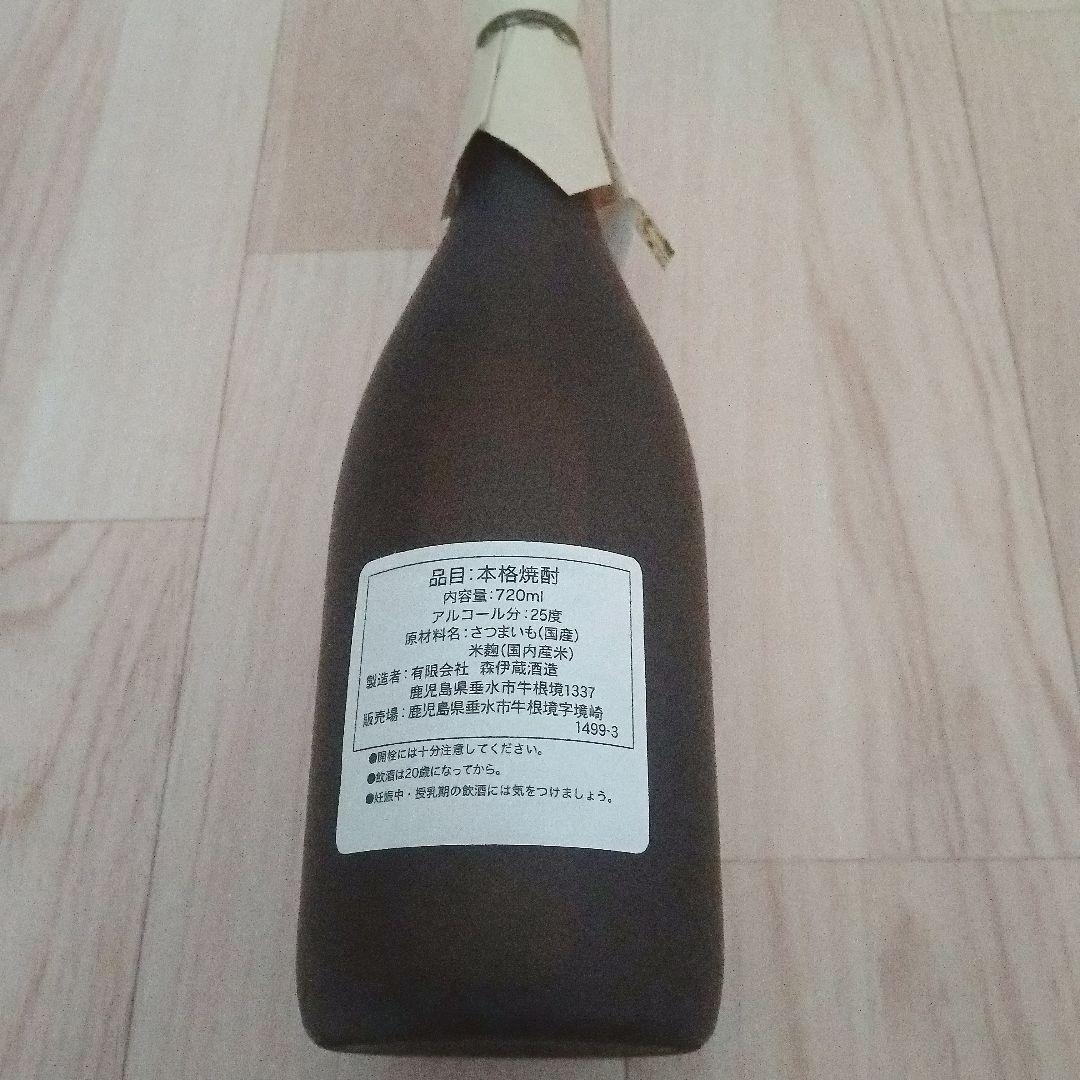 品目:本格焼酎
内容量:720ml
アルコール分:25度
原材料名:さつまいも(国産)
米麹(国内産米)
製造者:有限会社 森伊蔵酒造
鹿児島県垂水市牛根境1337
販売場:鹿児島県垂水市牛根境字境崎
1499-3
●開栓には十分注意してください。
●飲酒は20歳になってから。
●妊娠中・授乳期の飲酒には気をつけましょう。